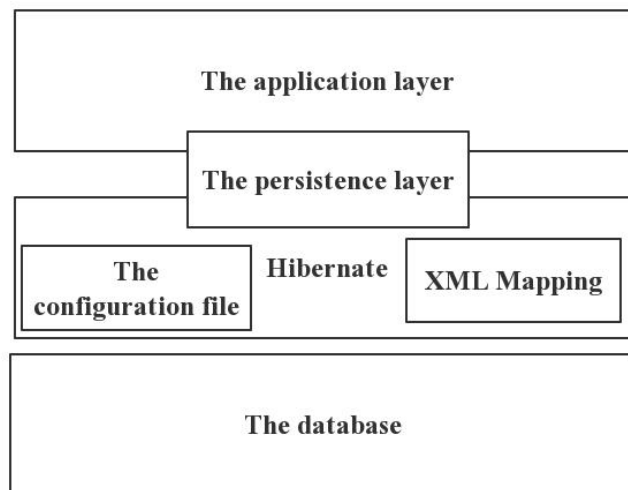 The application layer
The persistence layer
The
configuration file
Hibernate
XML Mapping
The database